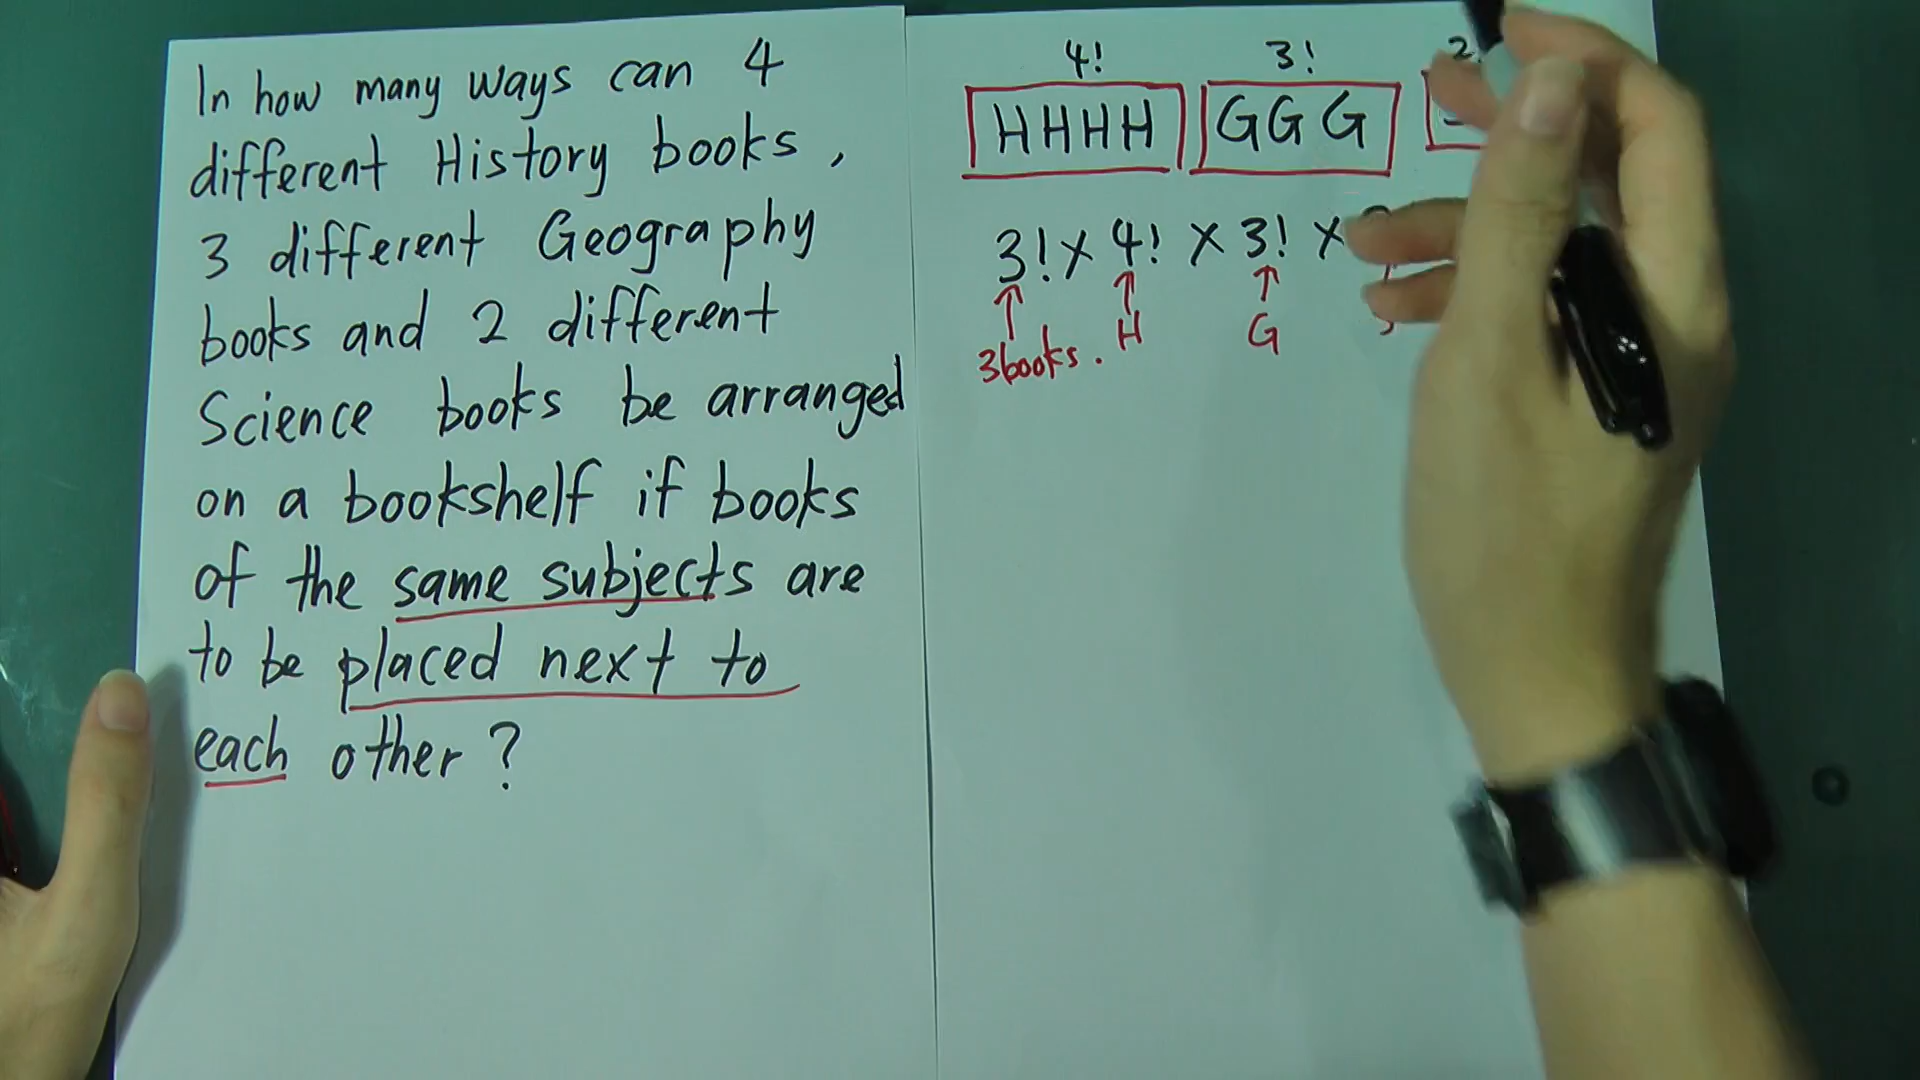 In how many ways can 4
different History books,
3 different Geography
books and 2 different
Science books be arranged
on a bookshelf if books
of the same subjects are
to be placed next to
each other?
4! 3! 2
HHHH GGG
3! × 4! × 3! ×
3books. H G